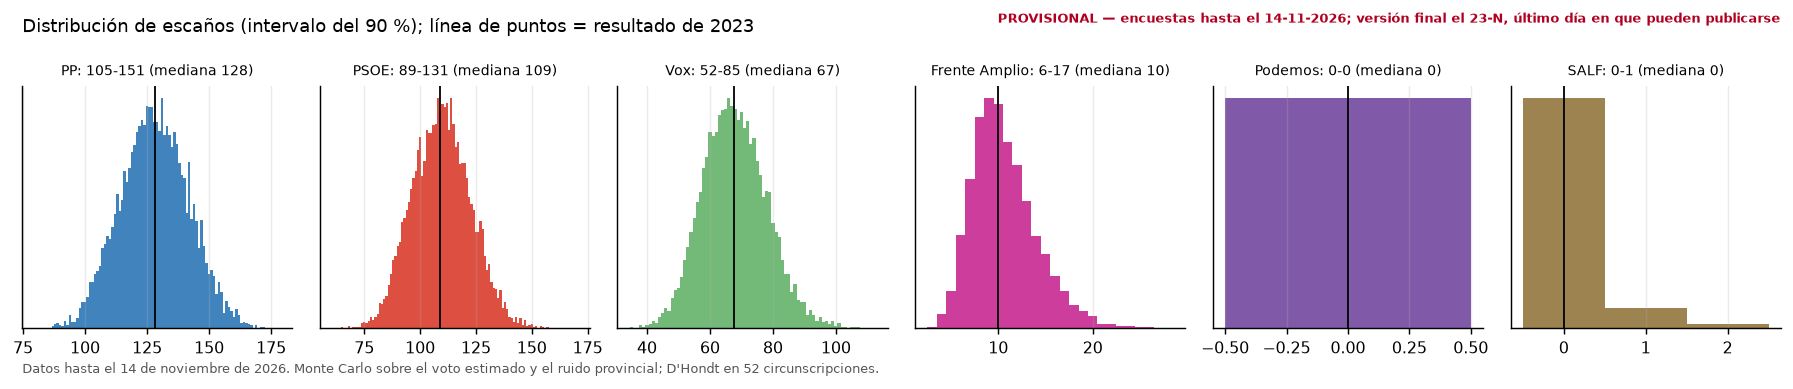 Distribución de escaños (intervalo del 90 %); línea de puntos = resultado de 2023
PROVISIONAL — encuestas hasta el 14-11-2026; versión final el 23-N, último día en que pueden publicarse
PP: 105-151 (mediana 128)
PSOE: 89-131 (mediana 109)
Vox: 52-85 (mediana 67)
Frente Amplio: 6-17 (mediana 10)
Podemos: 0-0 (mediana 0)
SALF: 0-1 (mediana 0)
75 100 125 150 175
75 100 125 150 175
40 60 80 100
10 20
−0.50 −0.25 0.00 0.25 0.50
0 1 2
Datos hasta el 14 de noviembre de 2026. Monte Carlo sobre el voto estimado y el ruido provincial; D'Hondt en 52 circunscripciones.